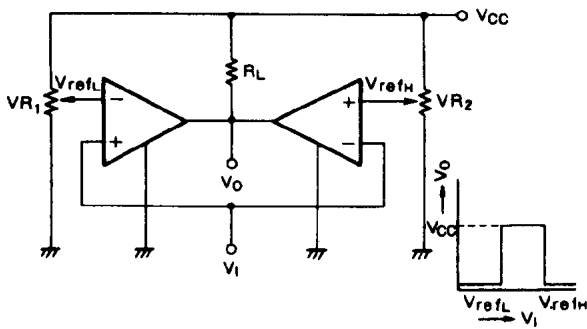 VCC
RL
VR1
VrefL
VrefH
VR2
−
+
+
−
VO
VI
VO
VCC
VrefL
VrefH
VI